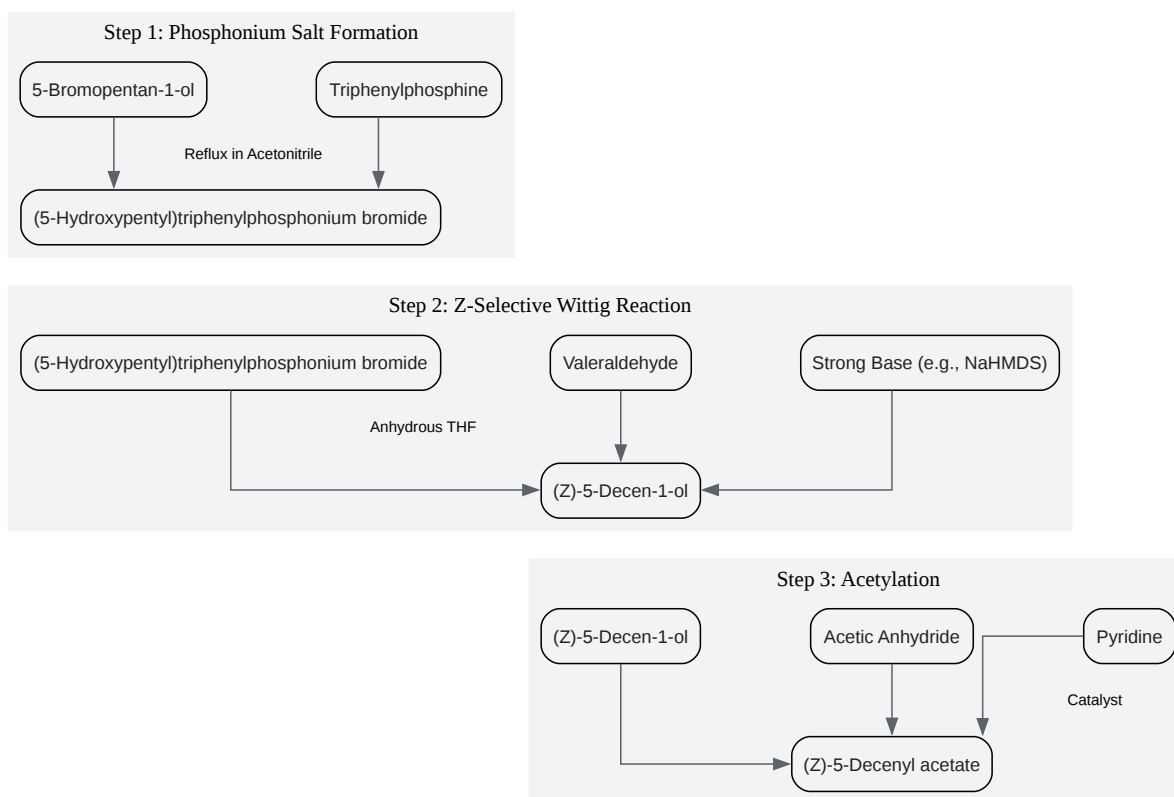 Step 1: Phosphonium Salt Formation
5-Bromopentan-1-ol
Triphenylphosphine
Reflux in Acetonitrile
(5-Hydroxypentyl)triphenylphosphonium bromide
Step 2: Z-Selective Wittig Reaction
(5-Hydroxypentyl)triphenylphosphonium bromide
Valeraldehyde
Strong Base (e.g., NaHMDS)
Anhydrous THF
(Z)-5-Decen-1-ol
Step 3: Acetylation
(Z)-5-Decen-1-ol
Acetic Anhydride
Pyridine
Catalyst
(Z)-5-Decenyl acetate